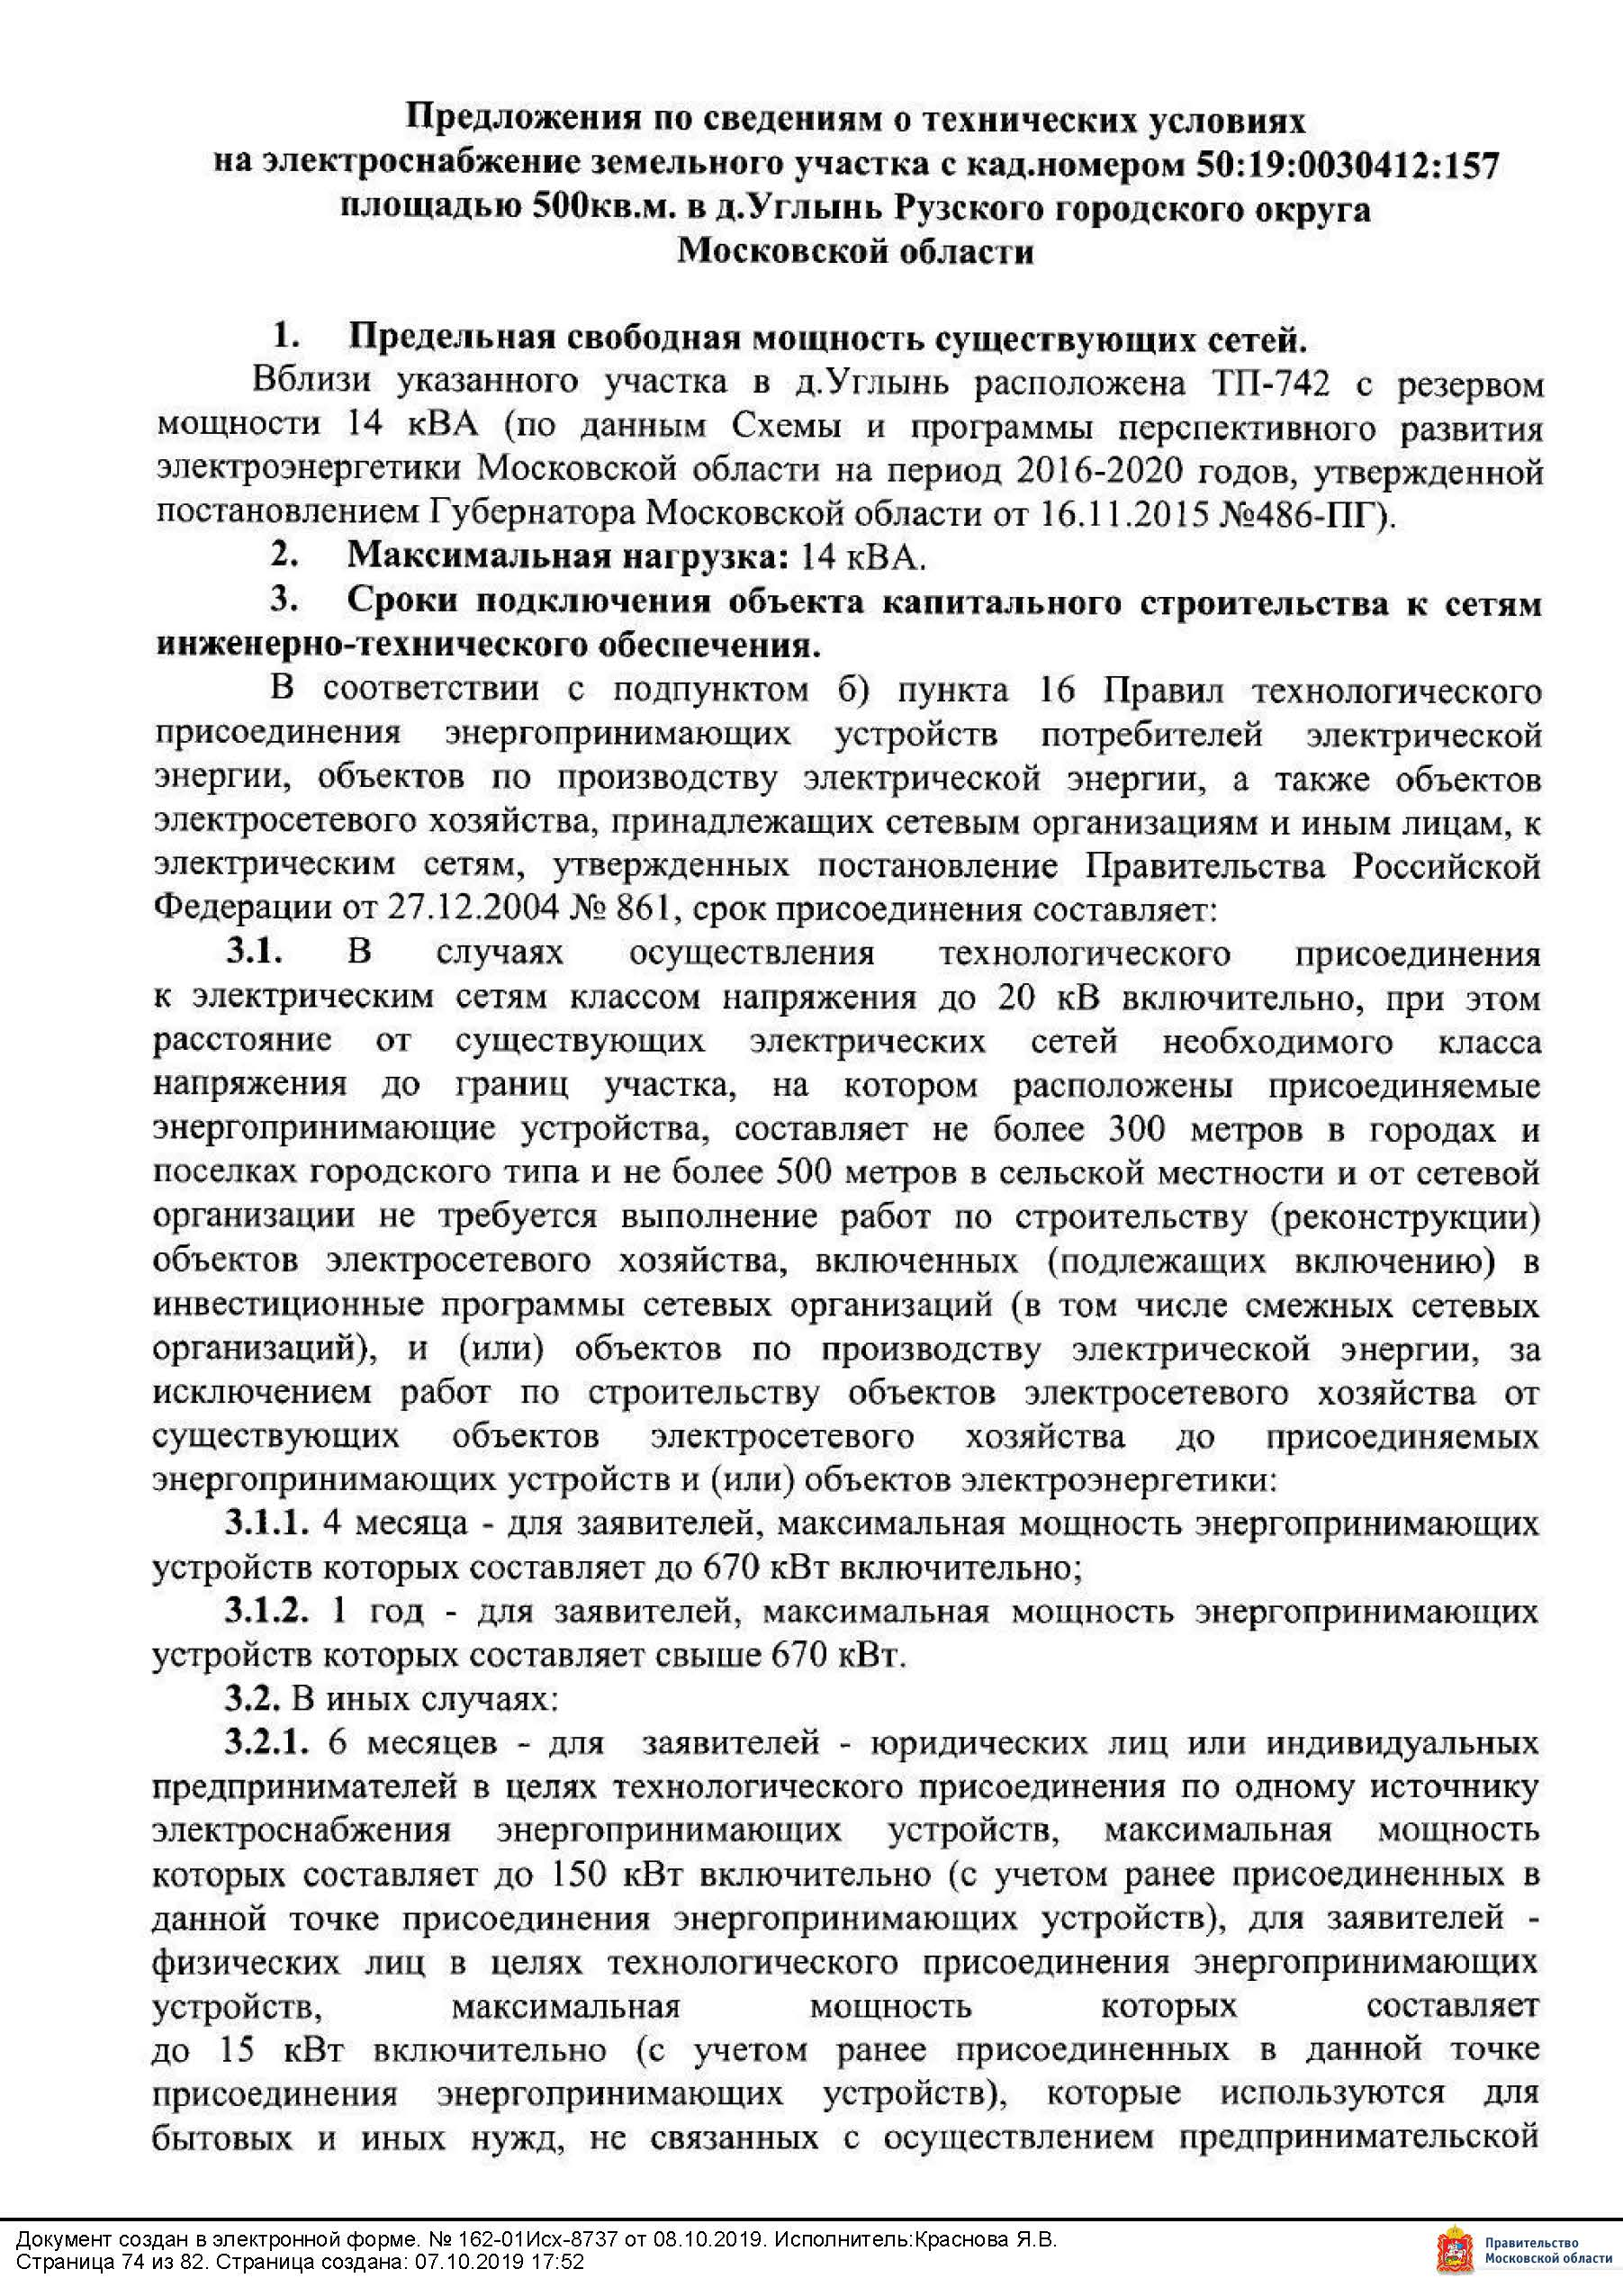 Предложения по сведениям о технических условиях
на электроснабжение земельного участка с кад.номером 50:19:0030412:157
площадью 500кв.м. в д.Углынь Рузского городского округа
Московской области
1. Предельная свободная мощность существующих сетей.
Вблизи указанного участка в д.Углынь расположена ТП-742 с резервом
мощности 14 кВА (по данным Схемы и программы перспективного развития
электроэнергетики Московской области на период 2016-2020 годов, утвержденной
постановлением Губернатора Московской области от 16.11.2015 №486-ПГ).
2. Максимальная нагрузка: 14 кВА.
3. Сроки подключения объекта капитального строительства к сетям
инженерно-технического обеспечения.
В соответствии с подпунктом б) пункта 16 Правил технологического
присоединения энергопринимающих устройств потребителей электрической
энергии, объектов по производству электрической энергии, а также объектов
электросетевого хозяйства, принадлежащих сетевым организациям и иным лицам, к
электрическим сетям, утвержденных постановление Правительства Российской
Федерации от 27.12.2004 № 861, срок присоединения составляет:
3.1. В случаях осуществления технологического присоединения
к электрическим сетям классом напряжения до 20 кВ включительно, при этом
расстояние от существующих электрических сетей необходимого класса
напряжения до границ участка, на котором расположены присоединяемые
энергопринимающие устройства, составляет не более 300 метров в городах и
поселках городского типа и не более 500 метров в сельской местности и от сетевой
организации не требуется выполнение работ по строительству (реконструкции)
объектов электросетевого хозяйства, включенных (подлежащих включению) в
инвестиционные программы сетевых организаций (в том числе смежных сетевых
организаций), и (или) объектов по производству электрической энергии, за
исключением работ по строительству объектов электросетевого хозяйства от
существующих объектов электросетевого хозяйства до присоединяемых
энергопринимающих устройств и (или) объектов электроэнергетики:
3.1.1. 4 месяца - для заявителей, максимальная мощность энергопринимающих
устройств которых составляет до 670 кВт включительно;
3.1.2. 1 год - для заявителей, максимальная мощность энергопринимающих
устройств которых составляет свыше 670 кВт.
3.2. В иных случаях:
3.2.1. 6 месяцев - для заявителей - юридических лиц или индивидуальных
предпринимателей в целях технологического присоединения по одному источнику
электроснабжения энергопринимающих устройств, максимальная мощность
которых составляет до 150 кВт включительно (с учетом ранее присоединенных в
данной точке присоединения энергопринимающих устройств), для заявителей -
физических лиц в целях технологического присоединения энергопринимающих
устройств, максимальная мощность которых составляет
до 15 кВт включительно (с учетом ранее присоединенных в данной точке
присоединения энергопринимающих устройств), которые используются для
бытовых и иных нужд, не связанных с осуществлением предпринимательской
Документ создан в электронной форме. № 162-01Исх-8737 от 08.10.2019. Исполнитель:Краснова Я.В.
Страница 74 из 82. Страница создана: 07.10.2019 17:52
Правительство
Московской области